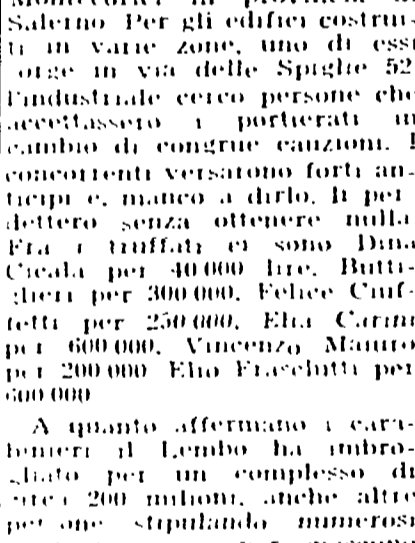 Salerno Per gli edifici costrui-
ti in varie zone, uno di essi
sorge in via delle Spighe 52
l'industriale cercò persone che
accettassero i portierati in
cambio di congrue cauzioni. I
concorrenti versarono forti an-
ticipi e, manco a dirlo, li per-
dettero senza ottenere nulla
Fra i truffati ci sono Dina
Cicala per 40 000 lire, Butti-
glieri per 300 000, Felice Ciuf-
fetti per 250 000, Elia Carini
per 600 000, Vincenzo Mauro
per 200 000 Elio Fraschitti per
600 000
A quanto affermano i cara-
binieri il Lembo ha imbro-
gliato per un complesso di
circa 200 milioni, anche altre
persone stipulando numerosi